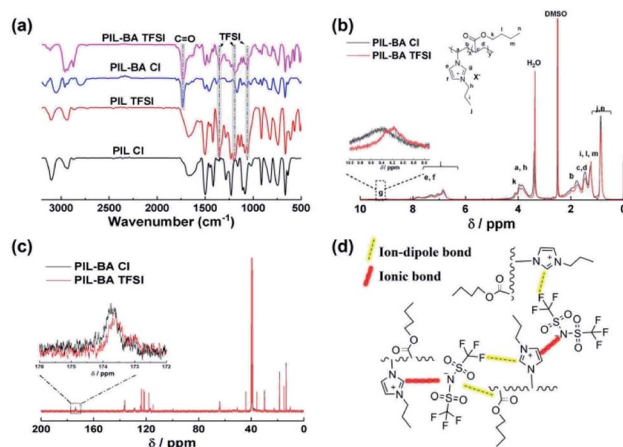 (a)
C=O
TFSI
PIL-BA TFSI
PIL-BA Cl
PIL TFSI
PIL Cl
3000 2500 2000 1500 1000 500
Wavenumber (cm⁻¹)
(b)
PIL-BA Cl
PIL-BA TFSI
DMSO
H₂O
X⁻
g
e, f
a, h
k
b
c,d
i, l, m
j,n
10 8 6 4 2 0
δ / ppm
(c)
PIL-BA Cl
PIL-BA TFSI
176 175 174 173 172
δ / ppm
200 160 120 80 40 0
δ / ppm
(d)
Ion-dipole bond
Ionic bond